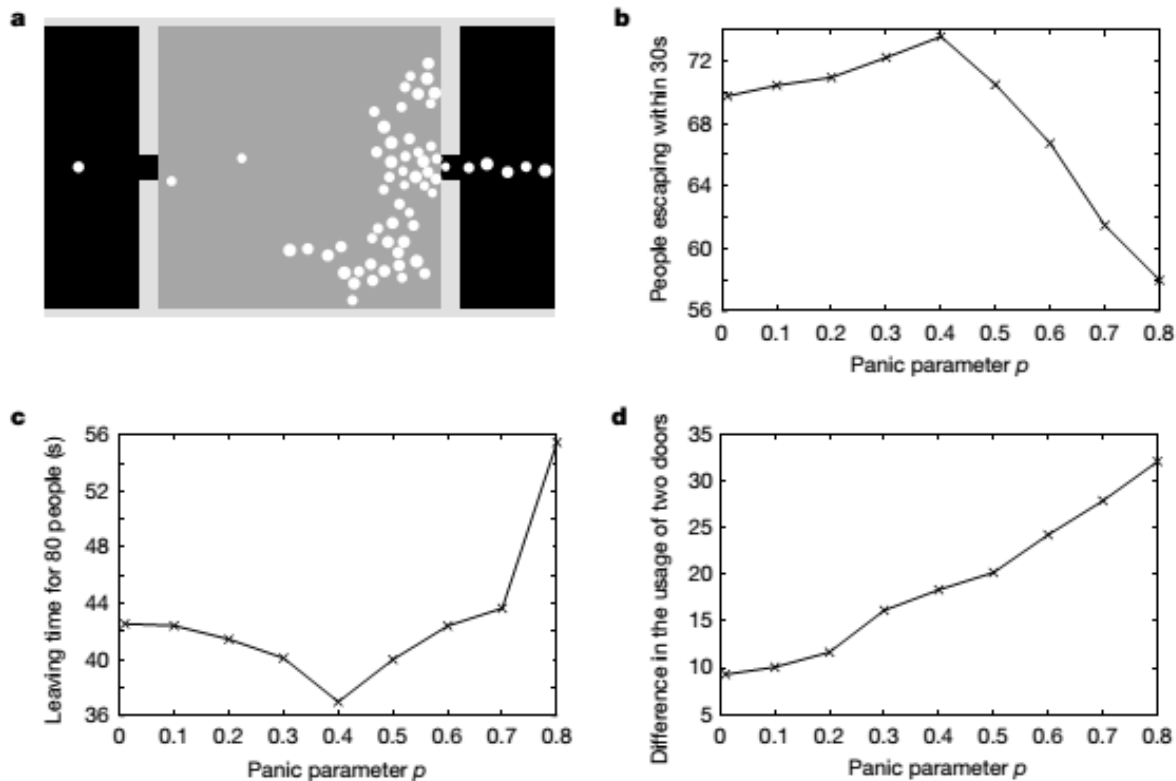 a
b
People escaping within 30s
72
68
64
60
56
0 0.1 0.2 0.3 0.4 0.5 0.6 0.7 0.8
Panic parameter p
c
Leaving time for 80 people (s)
56
52
48
44
40
36
0 0.1 0.2 0.3 0.4 0.5 0.6 0.7 0.8
Panic parameter p
d
Difference in the usage of two doors
35
30
25
20
15
10
5
0 0.1 0.2 0.3 0.4 0.5 0.6 0.7 0.8
Panic parameter p